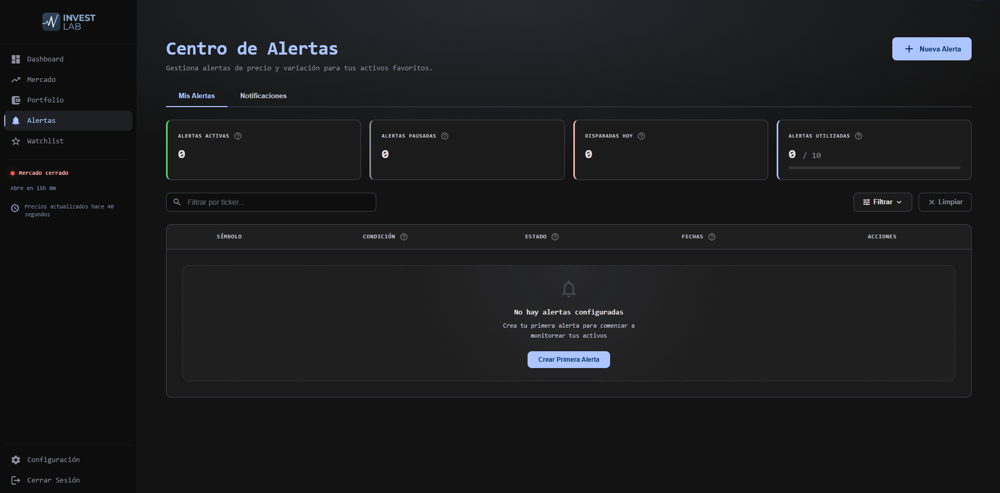 INVEST
LAB
Dashboard
Mercado
Portfolio
Alertas
Watchlist
Mercado cerrado
Abre en 15h 0m
Precios actualizados hace 40
segundos
Configuración
Cerrar Sesión
Centro de Alertas
Gestiona alertas de precio y variación para tus activos favoritos.
Nueva Alerta
Mis Alertas
Notificaciones
ALERTAS ACTIVAS
0
ALERTAS PAUSADAS
0
DISPARADAS HOY
0
ALERTAS UTILIZADAS
0 / 10
Filtrar por ticker...
Filtrar
Limpiar
SÍMBOLO
CONDICIÓN
ESTADO
FECHAS
ACCIONES
No hay alertas configuradas
Crea tu primera alerta para comenzar a
monitorear tus activos
Crear Primera Alerta